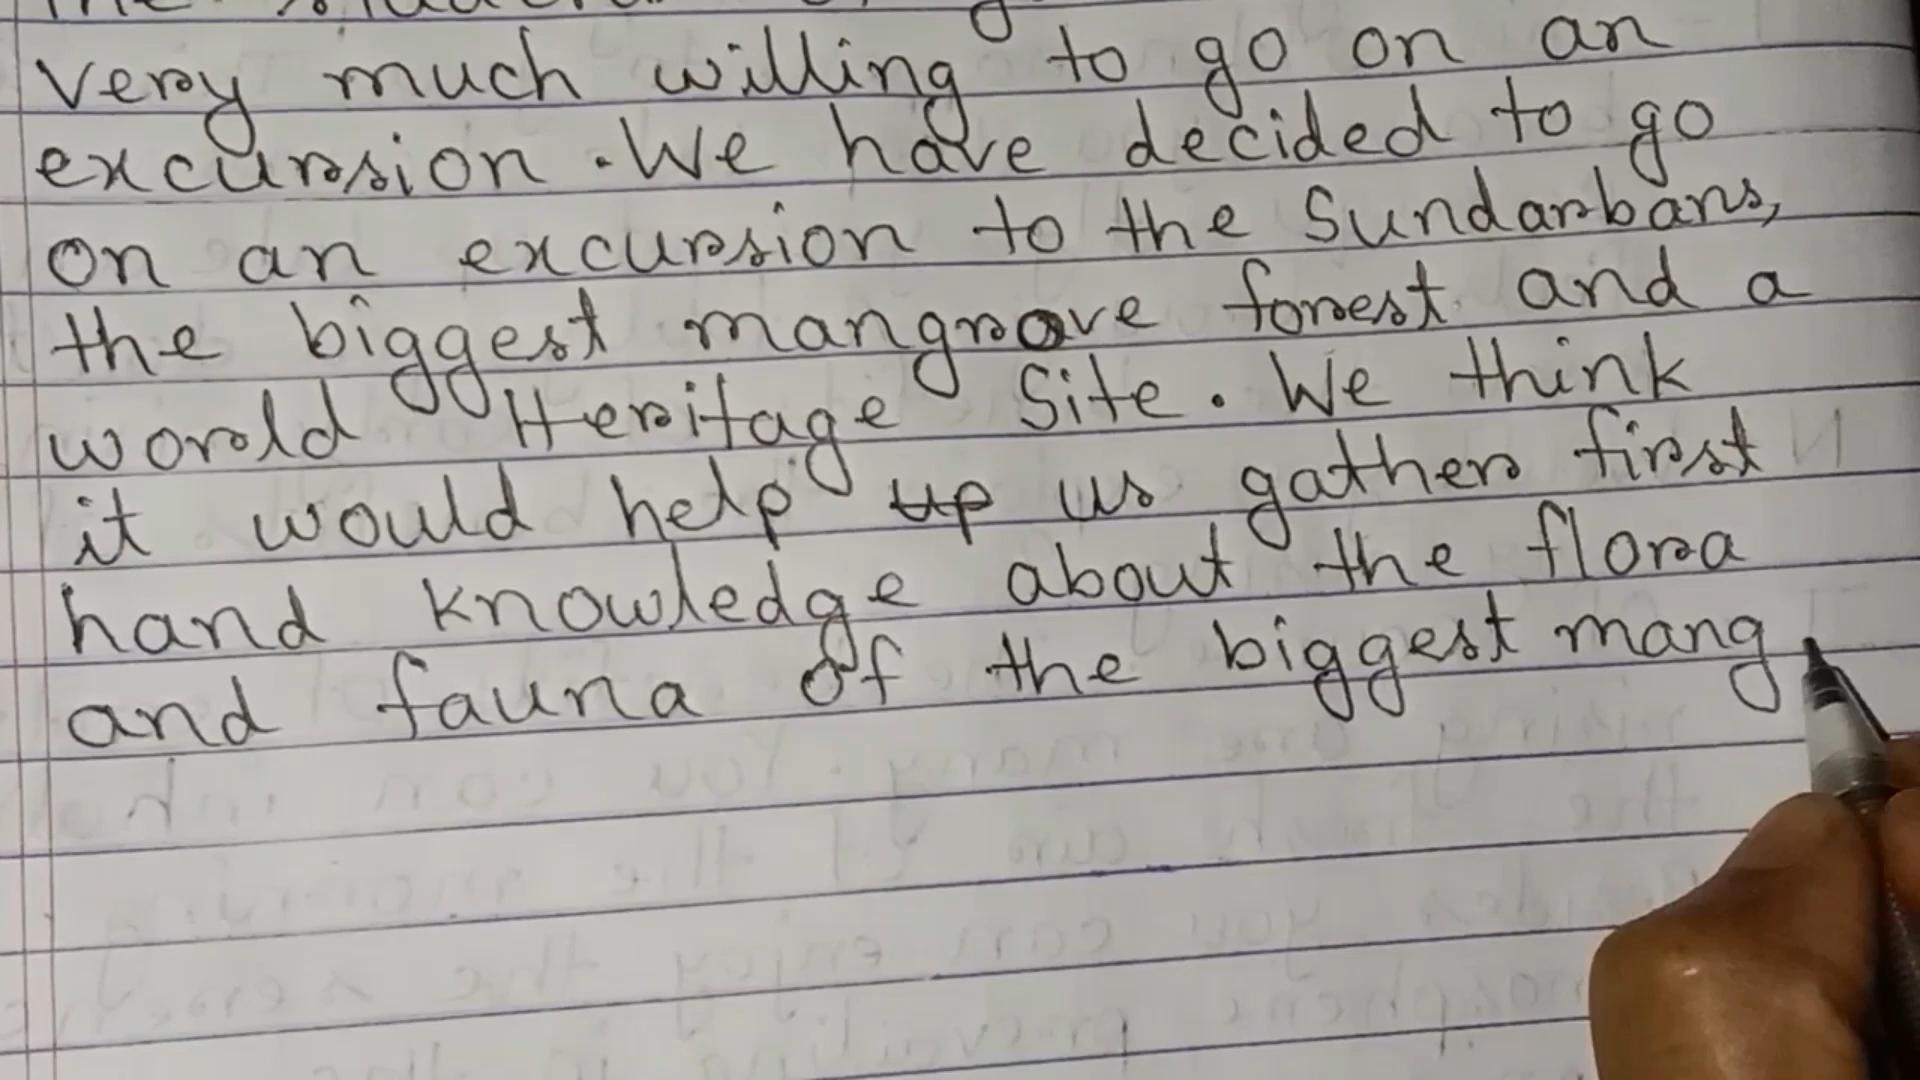 very much willing to go on an
excursion. We have decided to go
on an excursion to the Sundarbans,
the biggest mangrove forest and a
world Heritage Site. We think
it would help up us gather first
hand knowledge about the flora
and fauna of the biggest mang